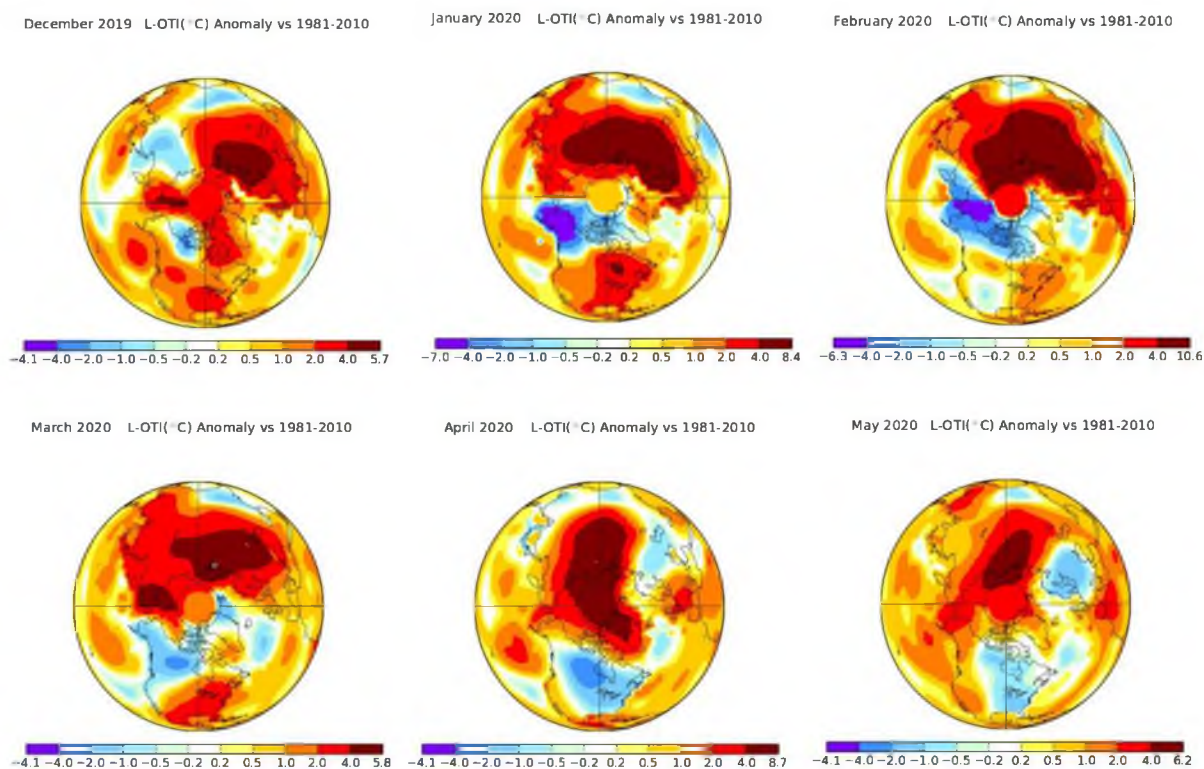 December 2019 L-OTI(°C) Anomaly vs 1981-2010
January 2020 L-OTI(°C) Anomaly vs 1981-2010
February 2020 L-OTI(°C) Anomaly vs 1981-2010
−4.1 −4.0 −2.0 −1.0 −0.5 −0.2 0.2 0.5 1.0 2.0 4.0 5.7
−7.0 −4.0 −2.0 −1.0 −0.5 −0.2 0.2 0.5 1.0 2.0 4.0 8.4
−6.3 −4.0 −2.0 −1.0 −0.5 −0.2 0.2 0.5 1.0 2.0 4.0 10.6
March 2020 L-OTI(°C) Anomaly vs 1981-2010
April 2020 L-OTI(°C) Anomaly vs 1981-2010
May 2020 L-OTI(°C) Anomaly vs 1981-2010
−4.1 −4.0 −2.0 −1.0 −0.5 −0.2 0.2 0.5 1.0 2.0 4.0 5.8
−4.1 −4.0 −2.0 −1.0 −0.5 −0.2 0.2 0.5 1.0 2.0 4.0 8.7
−4.1 −4.0 −2.0 −1.0 −0.5 −0.2 0.2 0.5 1.0 2.0 4.0 6.2